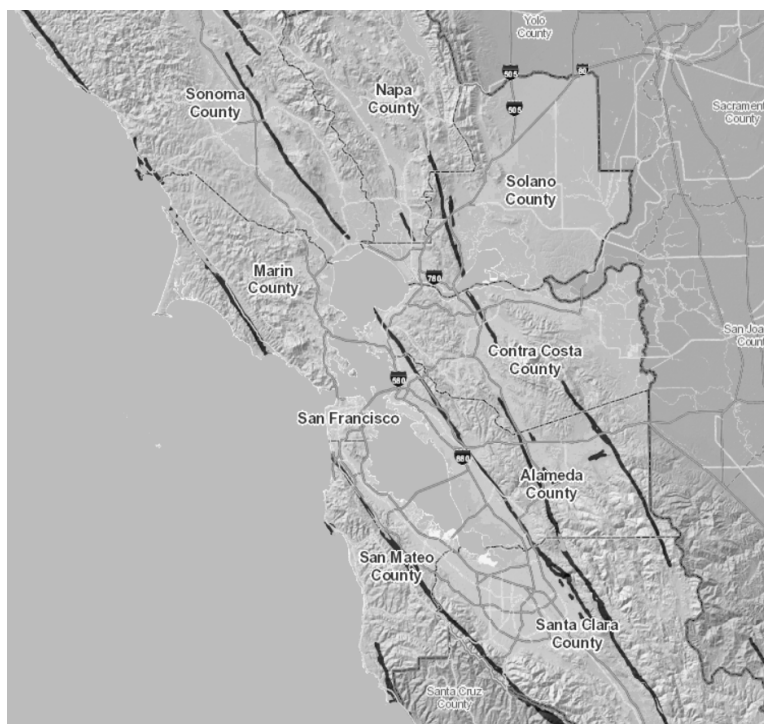 Yolo
County
505
80
Napa
County
Sonoma
County
505
Sacrament
County
Solano
County
Marin
County
780
San Joa
Count
Contra Costa
County
580
San Francisco
880
Alameda
County
San Mateo
County
Santa Clara
County
Santa Cruz
County